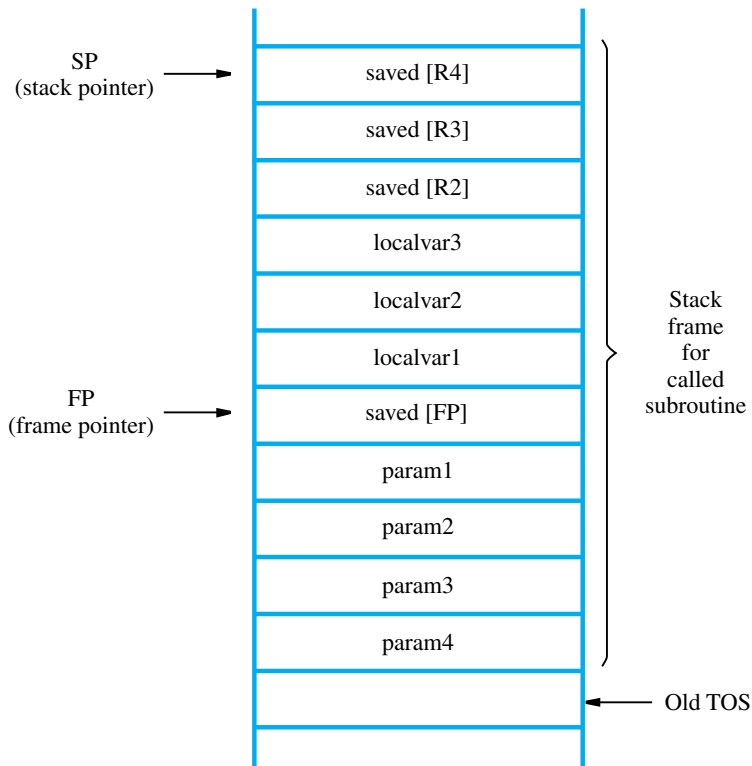 SP
(stack pointer)
saved [R4]
saved [R3]
saved [R2]
localvar3
localvar2
localvar1
FP
(frame pointer)
saved [FP]
param1
param2
param3
param4
Stack
frame
for
called
subroutine
Old TOS